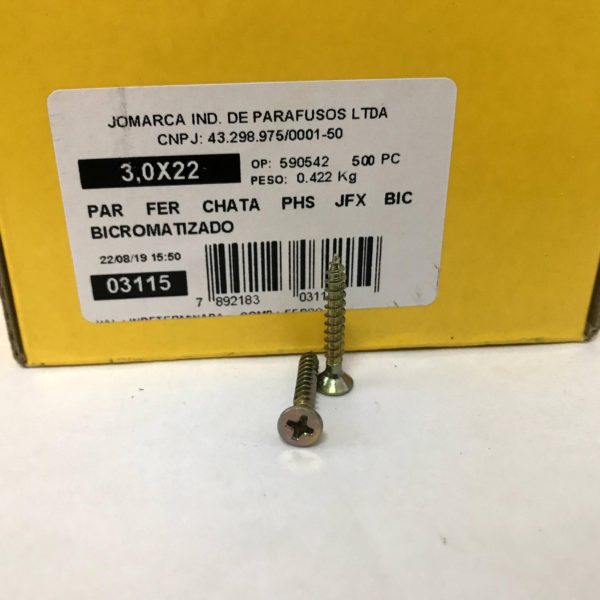 JOMARCA IND. DE PARAFUSOS LTDA
CNPJ: 43.298.975/0001-50
3,0X22
OP: 590542 500 PC
PESO: 0.422 Kg
PAR FER CHATA PHS JFX BIC
BICROMATIZADO
22/08/19 15:50
03115
7 892183 0311